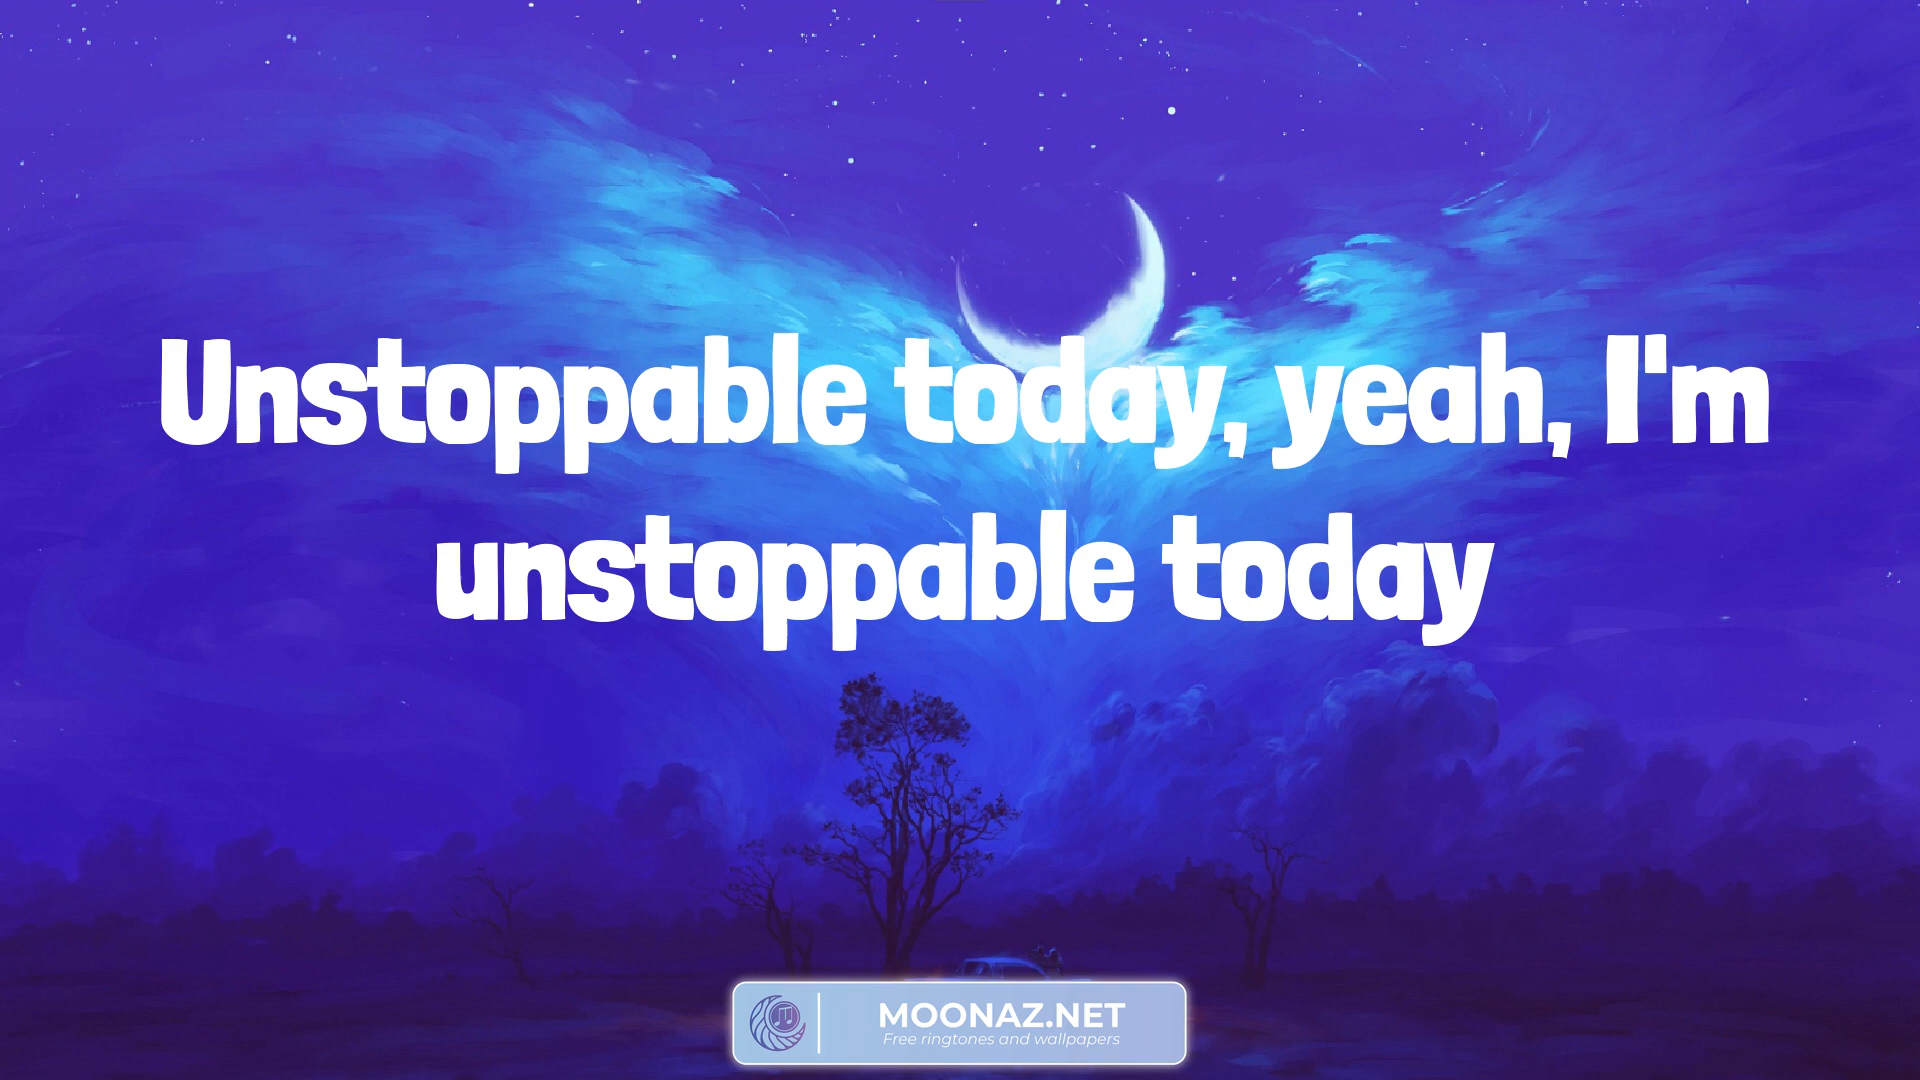 Unstoppable today, yeah, I'm
unstoppable today
MOONAZ.NET
Free ringtones and wallpapers